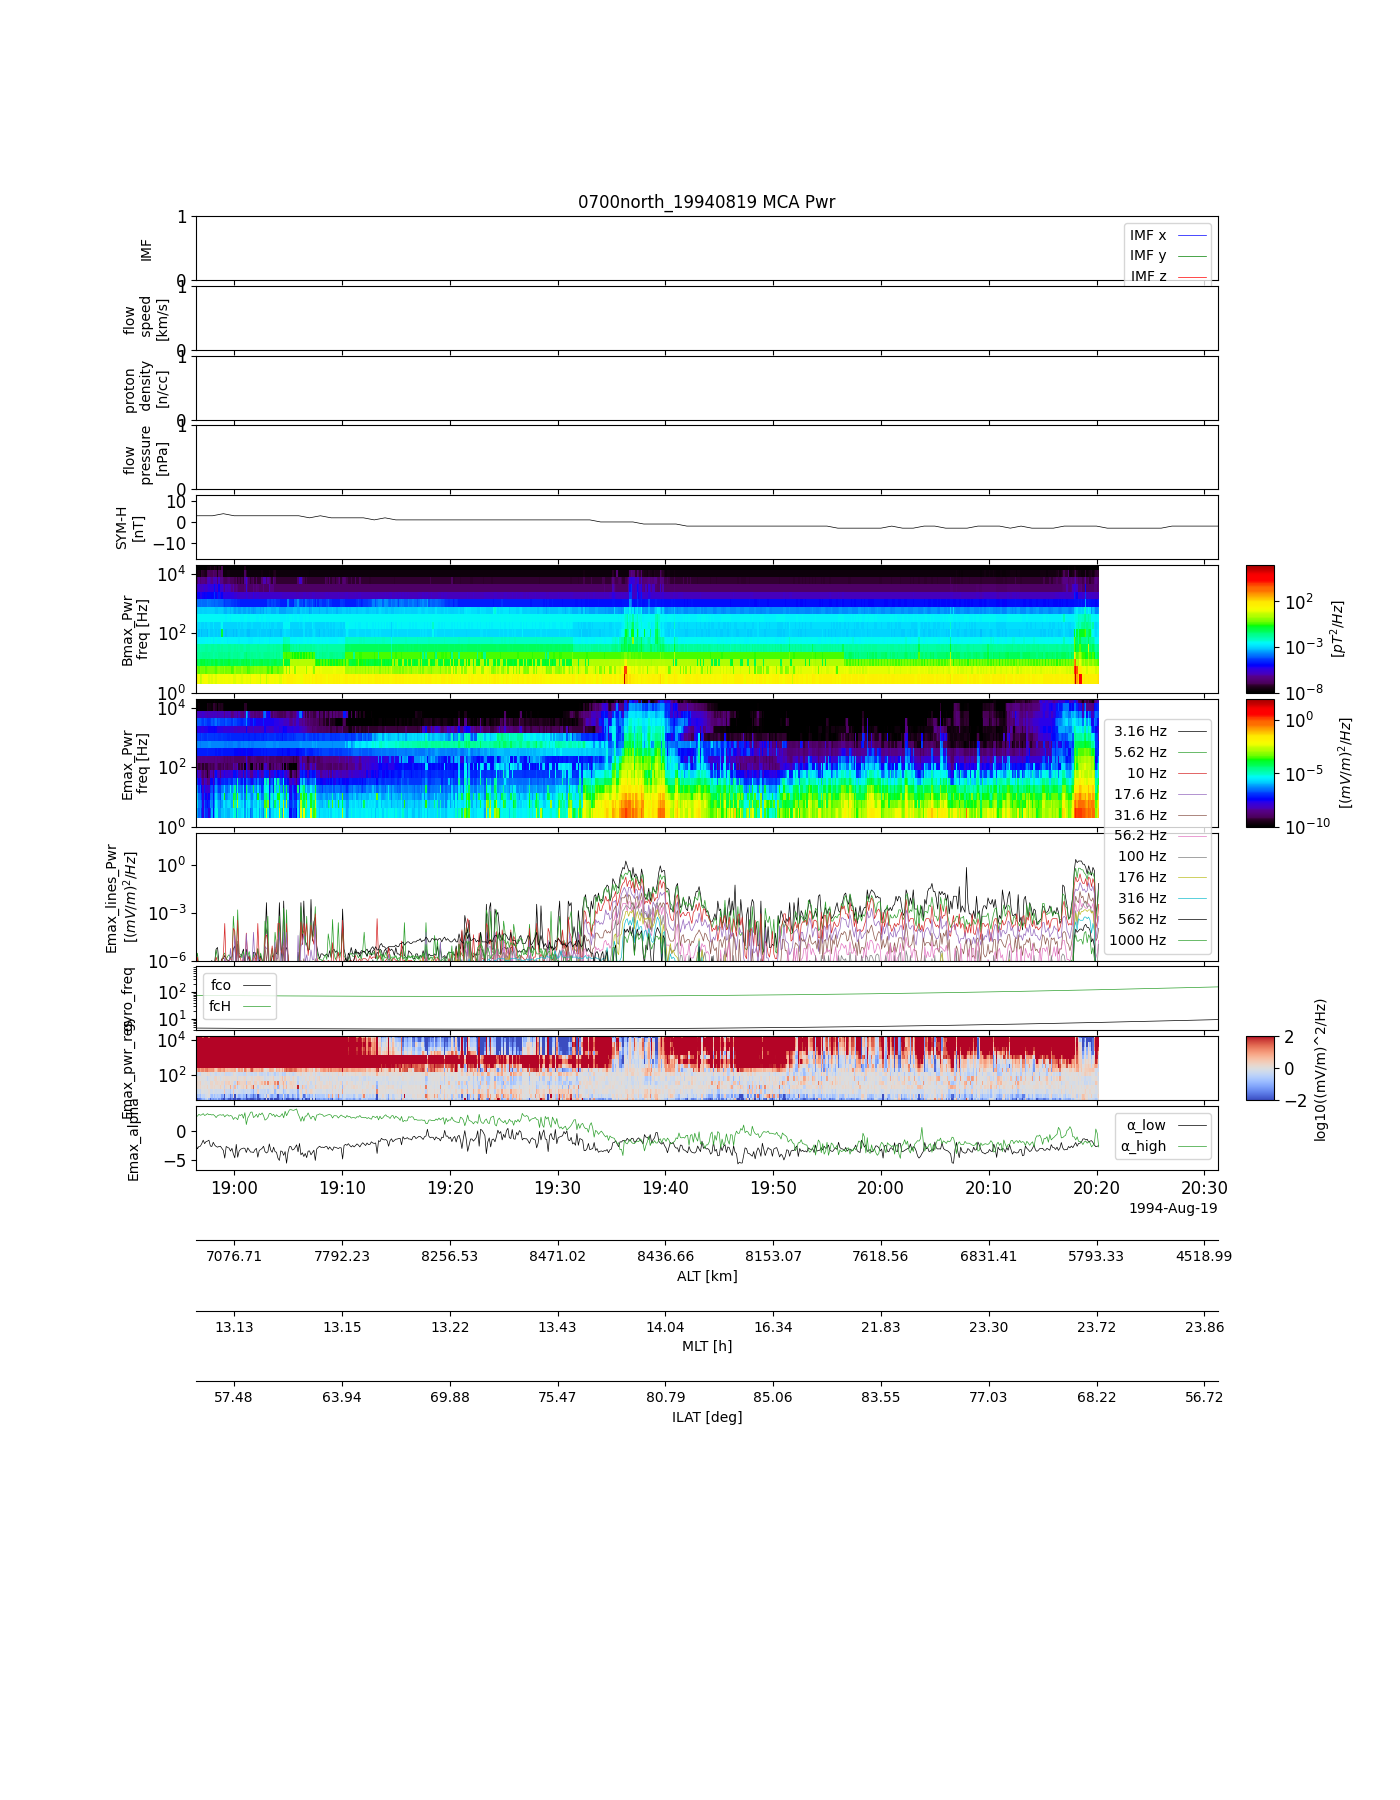 0700north_19940819 MCA Pwr
1
0
IMF
IMF x
IMF y
IMF z
1
0
flow
speed
[km/s]
1
0
proton
density
[n/cc]
1
0
flow
pressure
[nPa]
10
0
−10
SYM-H
[nT]
10^4
10^2
10^0
Bmax_Pwr
freq [Hz]
10^2
10^−3
10^−8
[pT^2/Hz]
10^4
10^2
10^0
Emax_Pwr
freq [Hz]
10^0
10^−5
10^−10
[(mV/m)^2/Hz]
3.16 Hz
5.62 Hz
10 Hz
17.6 Hz
31.6 Hz
56.2 Hz
100 Hz
176 Hz
316 Hz
562 Hz
1000 Hz
10^0
10^−3
10^−6
Emax_lines_Pwr
[(mV/m)^2/Hz]
10^2
10^1
gyro_freq
fco
fcH
10^4
10^2
Emax_pwr_res
2
0
−2
log10((mV/m)^2/Hz)
0
−5
Emax_alpha
α_low
α_high
19:00 19:10 19:20 19:30 19:40 19:50 20:00 20:10 20:20 20:30
1994-Aug-19
7076.71 7792.23 8256.53 8471.02 8436.66 8153.07 7618.56 6831.41 5793.33 4518.99
ALT [km]
13.13 13.15 13.22 13.43 14.04 16.34 21.83 23.30 23.72 23.86
MLT [h]
57.48 63.94 69.88 75.47 80.79 85.06 83.55 77.03 68.22 56.72
ILAT [deg]